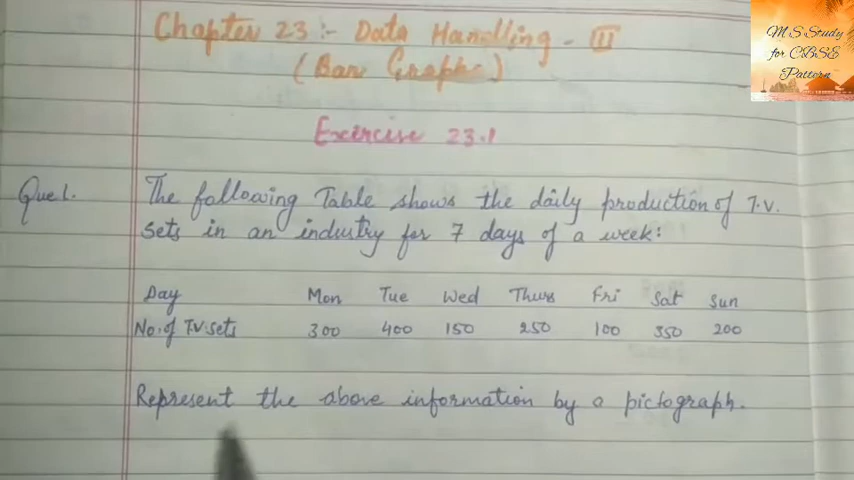 Chapter 23 :- Data Handling - III
(Bar Graphs)
M S Study
for CBSE
Pattern
Exercise 23.1
Que 1. The following Table shows the daily production of T.V.
sets in an industry for 7 days of a week:
Day Mon Tue Wed Thurs Fri Sat Sun
No. of T.V. sets 300 400 150 250 100 350 200
Represent the above information by a pictograph.